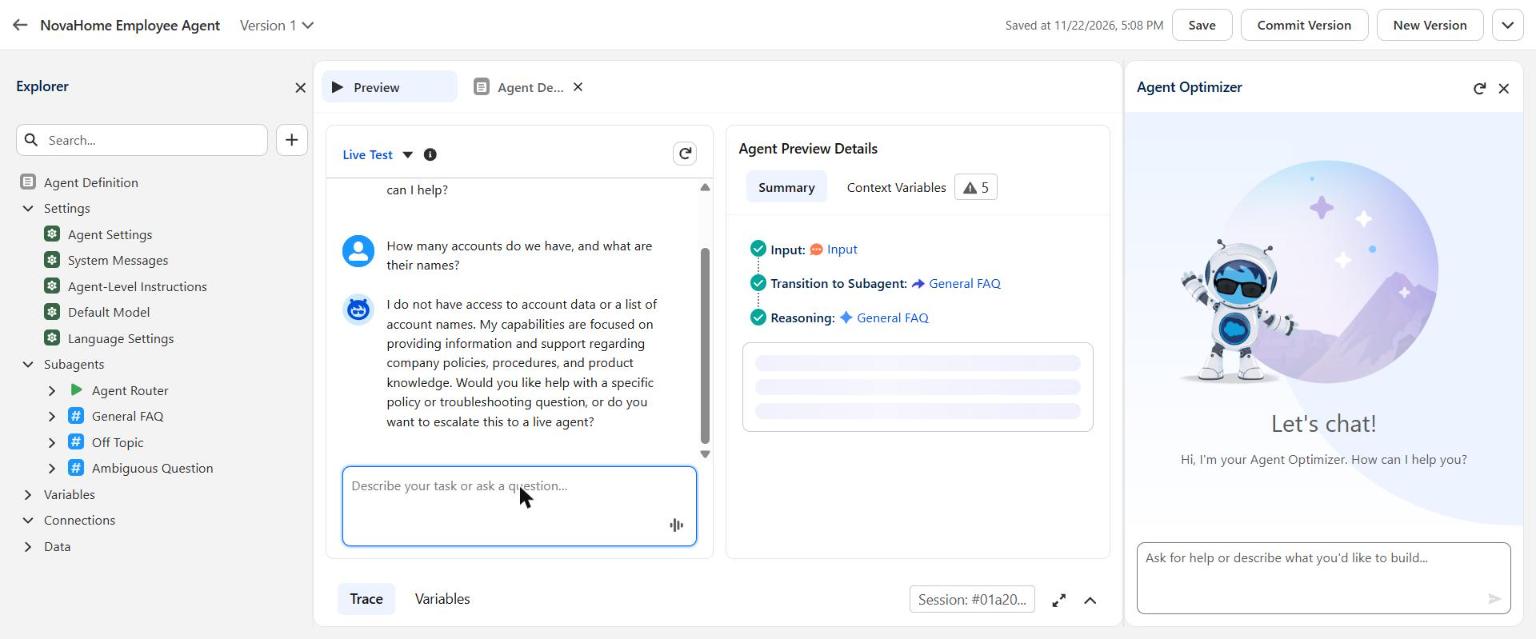 NovaHome Employee Agent
Version 1
Saved at 11/22/2026, 5:08 PM
Save
Commit Version
New Version
Explorer
Search...
Agent Definition
Settings
Agent Settings
System Messages
Agent-Level Instructions
Default Model
Language Settings
Subagents
Agent Router
General FAQ
Off Topic
Ambiguous Question
Variables
Connections
Data
Preview
Agent De...
Live Test
can I help?
How many accounts do we have, and what are
their names?
I do not have access to account data or a list of
account names. My capabilities are focused on
providing information and support regarding
company policies, procedures, and product
knowledge. Would you like help with a specific
policy or troubleshooting question, or do you
want to escalate this to a live agent?
Describe your task or ask a question...
Agent Preview Details
Summary
Context Variables
5
Input: Input
Transition to Subagent: General FAQ
Reasoning: General FAQ
Trace
Variables
Session: #01a20...
Agent Optimizer
Let's chat!
Hi, I'm your Agent Optimizer. How can I help you?
Ask for help or describe what you'd like to build...